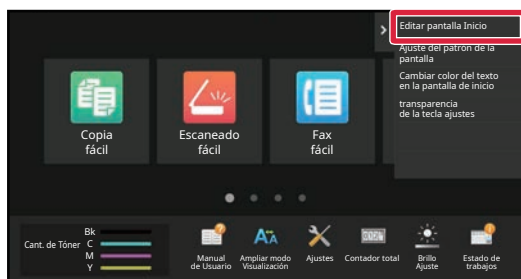 Editar pantalla Inicio
Ajuste del patrón de la
pantalla
Cambiar color del texto
en la pantalla de inicio
transparencia
de la tecla ajustes
Copia
fácil
Escaneado
fácil
Fax
fácil
Cant. de Tóner
Bk
C
M
Y
Manual
de Usuario
Ampliar modo
Visualización
Ajustes
Contador total
Brillo
Ajuste
Estado de
trabajos